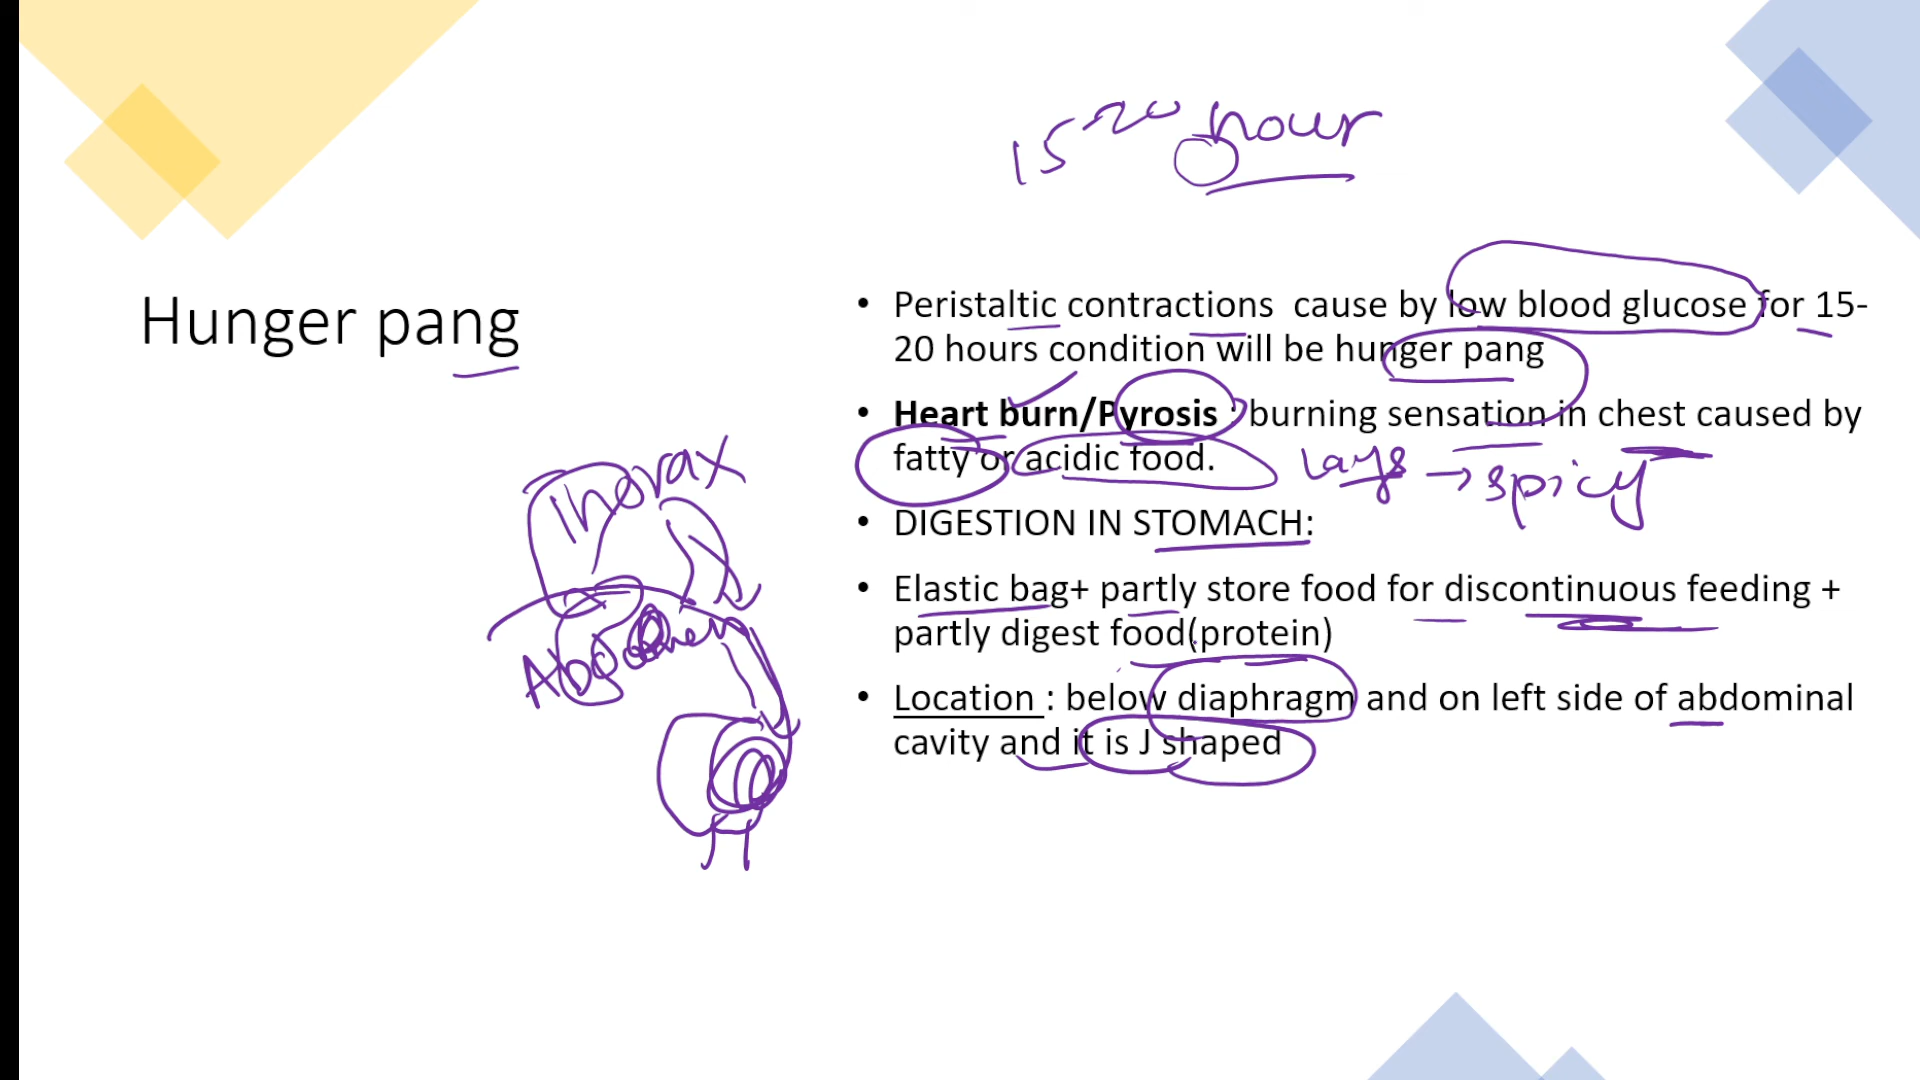 15-20 hour
Hunger pang
• Peristaltic contractions cause by low blood glucose for 15-
20 hours condition will be hunger pang
• Heart burn/Pyrosis : burning sensation in chest caused by
fatty or acidic food.
lays → spicy
• DIGESTION IN STOMACH:
• Elastic bag+ partly store food for discontinuous feeding +
partly digest food(protein)
• Location : below diaphragm and on left side of abdominal
cavity and it is J shaped
Thorax
Abdomen